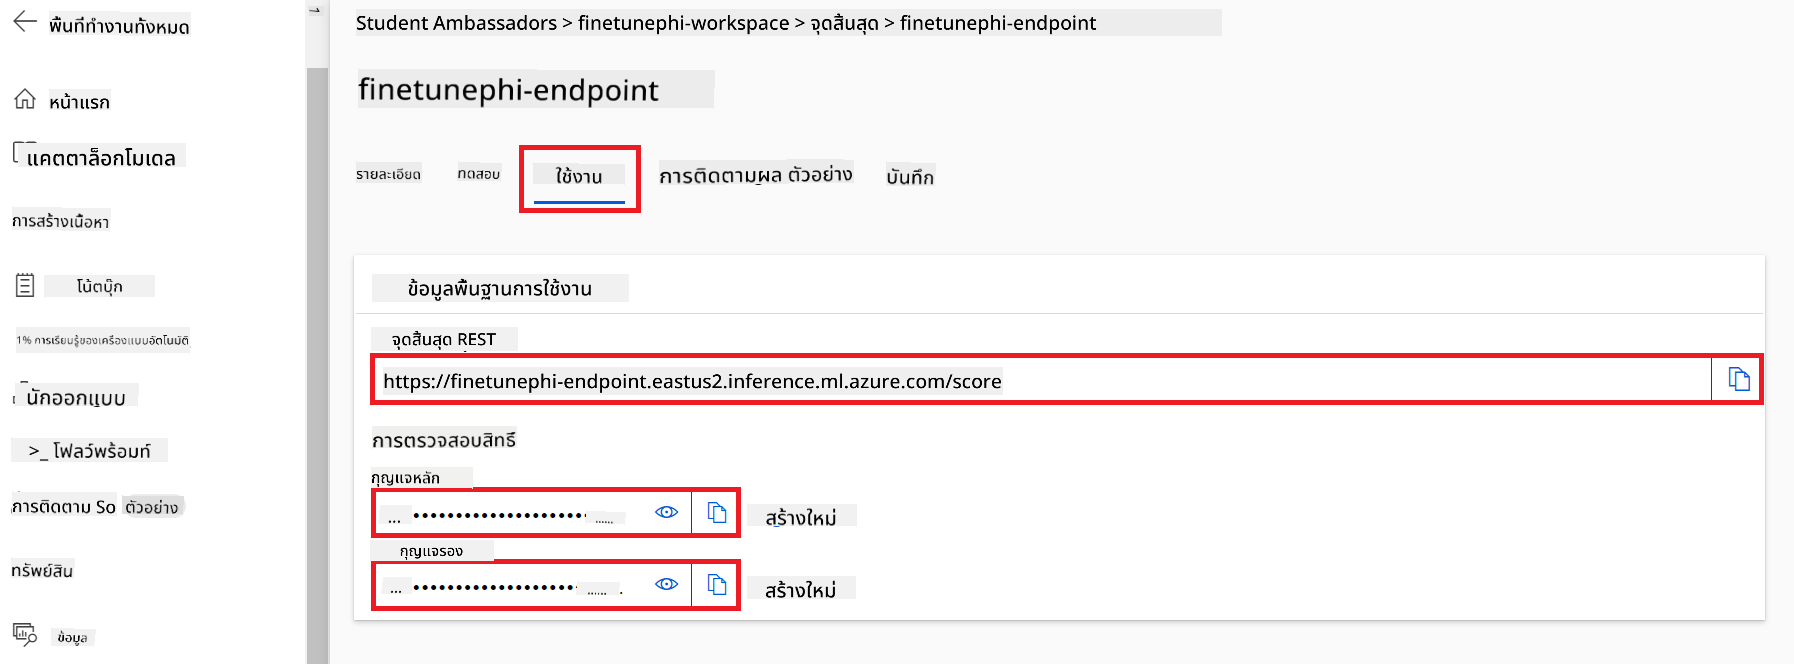 พื้นที่ทำงานทั้งหมด
หน้าแรก
แคตตาล็อกโมเดล
การสร้างเนื้อหา
โน้ตบุ๊ก
1% การเรียนรู้ของเครื่องแบบอัตโนมัติ
นักออกแบบ
>_ โฟลว์พร้อมท์
การติดตาม So ตัวอย่าง
ทรัพย์สิน
ข้อมูล
Student Ambassadors > finetunephi-workspace > จุดสิ้นสุด > finetunephi-endpoint
finetunephi-endpoint
รายละเอียด ทดสอบ ใช้งาน การติดตามผล ตัวอย่าง บันทึก
ข้อมูลพื้นฐานการใช้งาน
จุดสิ้นสุด REST
https://finetunephi-endpoint.eastus2.inference.ml.azure.com/score
การตรวจสอบสิทธิ์
กุญแจหลัก
สร้างใหม่
กุญแจรอง
สร้างใหม่